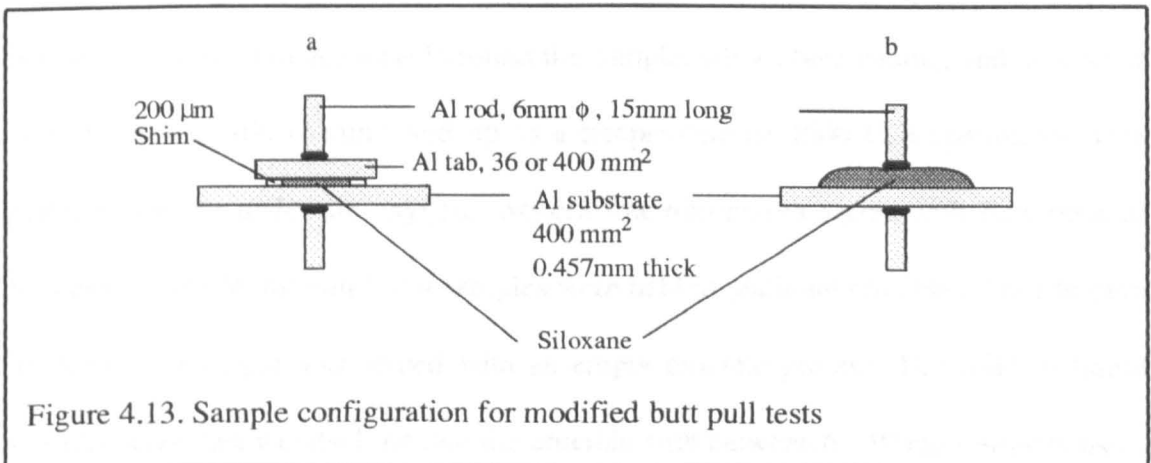 a
b
200 µm
Shim
Al rod, 6mm ϕ , 15mm long
Al tab, 36 or 400 mm²
Al substrate
400 mm²
0.457mm thick
Siloxane
Figure 4.13. Sample configuration for modified butt pull tests